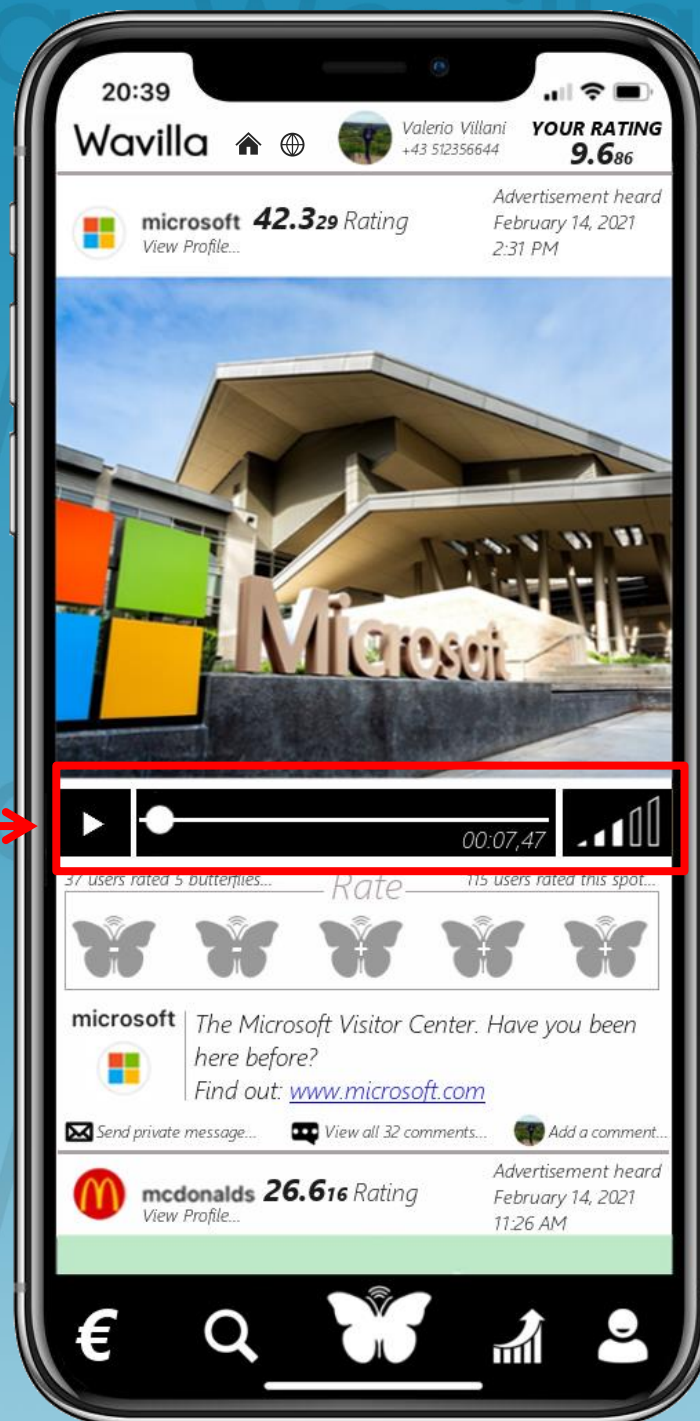 20:39
Wavilla
Valerio Villani
+43 512356644
YOUR RATING
9.686
microsoft 42.329 Rating
View Profile...
Advertisement heard
February 14, 2021
2:31 PM
Microsoft
00:07,47
37 users rated 5 butterflies...
Rate
115 users rated this spot...
microsoft
The Microsoft Visitor Center. Have you been
here before?
Find out: www.microsoft.com
Send private message...
View all 32 comments...
Add a comment...
mcdonalds 26.616 Rating
View Profile...
Advertisement heard
February 14, 2021
11:26 AM
€